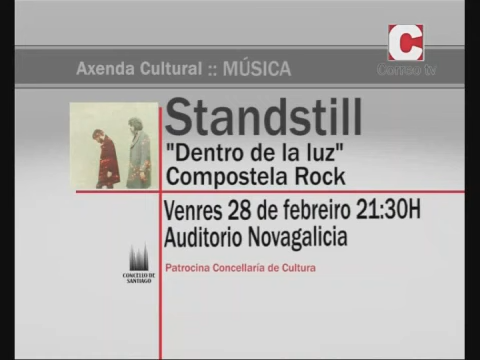 C
Correo tv
Axenda Cultural :: MÚSICA
Standstill
"Dentro de la luz"
Compostela Rock
Venres 28 de febreiro 21:30H
Auditorio Novagalicia
CONCELLO DE
SANTIAGO
Patrocina Concellaría de Cultura